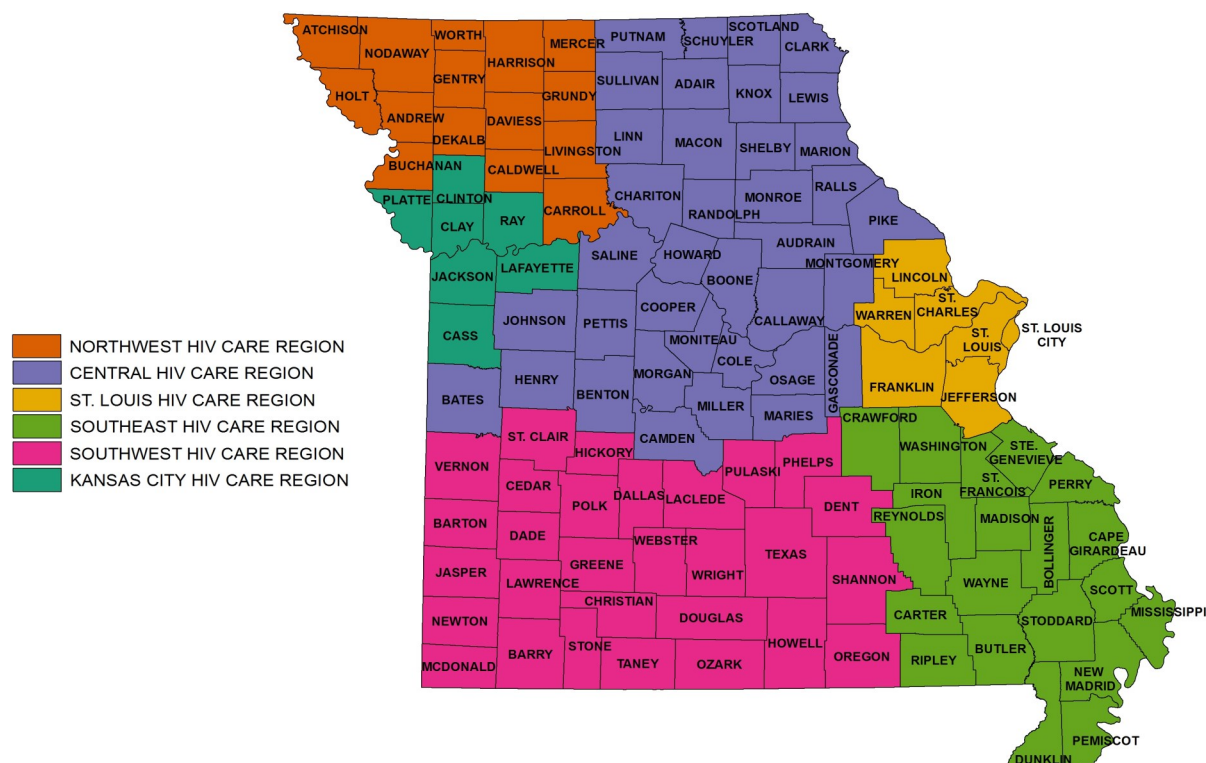 ATCHISON
NODAWAY
WORTH
HARRISON
MERCER
PUTNAM
SCHUYLER
SCOTLAND
CLARK
HOLT
GENTRY
GRUNDY
SULLIVAN
ADAIR
KNOX
LEWIS
ANDREW
DEKALB
DAVIESS
LIVINGSTON
LINN
MACON
SHELBY
MARION
BUCHANAN
CALDWELL
CHARITON
MONROE
RALLS
PLATTE
CLINTON
CLAY
RAY
CARROLL
RANDOLPH
PIKE
AUDRAIN
SALINE
HOWARD
BOONE
MONTGOMERY
LINCOLN
JACKSON
LAFAYETTE
COOPER
CALLAWAY
WARREN
ST.
CHARLES
ST.
LOUIS
ST. LOUIS
CITY
CASS
JOHNSON
PETTIS
MONITEAU
COLE
MORGAN
OSAGE
GASCONADE
FRANKLIN
JEFFERSON
BATES
HENRY
BENTON
MILLER
MARIES
CAMDEN
NORTHWEST HIV CARE REGION
CENTRAL HIV CARE REGION
ST. LOUIS HIV CARE REGION
SOUTHEAST HIV CARE REGION
SOUTHWEST HIV CARE REGION
KANSAS CITY HIV CARE REGION
CRAWFORD
WASHINGTON
STE.
GENEVIEVE
ST.
FRANCOIS
PERRY
ST. CLAIR
HICKORY
VERNON
CEDAR
POLK
DALLAS
LACLEDE
PULASKI
PHELPS
DENT
IRON
REYNOLDS
MADISON
BOLLINGER
CAPE
GIRARDEAU
BARTON
DADE
WEBSTER
TEXAS
JASPER
LAWRENCE
GREENE
WRIGHT
SHANNON
WAYNE
SCOTT
MISSISSIPPI
CHRISTIAN
DOUGLAS
CARTER
STODDARD
NEWTON
BARRY
STONE
TANEY
OZARK
HOWELL
OREGON
RIPLEY
BUTLER
MCDONALD
NEW
MADRID
PEMISCOT
DUNKLIN